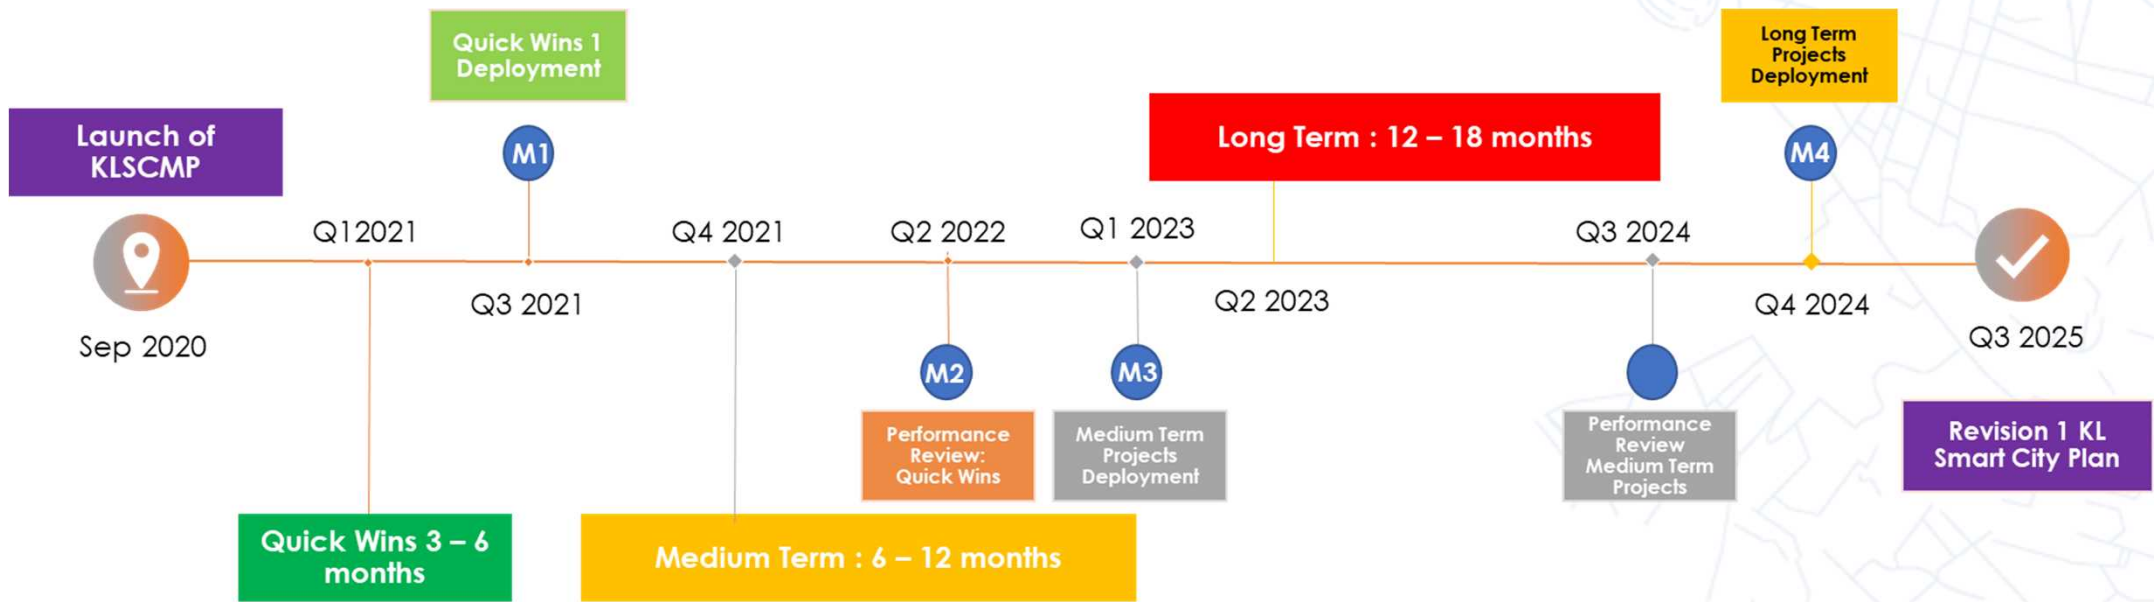 Launch of
KLSCMP
Sep 2020
Q12021
Quick Wins 3 – 6
months
Quick Wins 1
Deployment
M1
Q3 2021
Q4 2021
Medium Term : 6 – 12 months
Q2 2022
M2
Performance
Review:
Quick Wins
Q1 2023
M3
Medium Term
Projects
Deployment
Long Term : 12 – 18 months
Q2 2023
Q3 2024
Performance
Review
Medium Term
Projects
Long Term
Projects
Deployment
M4
Q4 2024
Q3 2025
Revision 1 KL
Smart City Plan